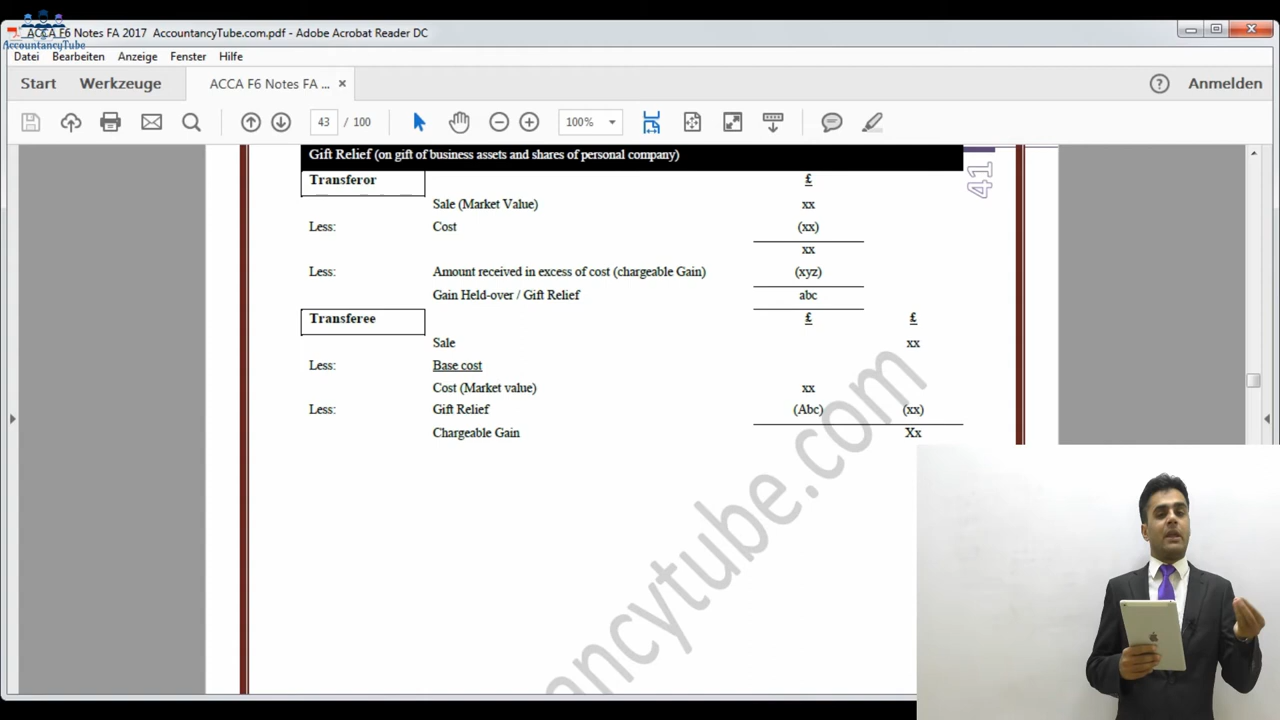 ACCA F6 Notes FA 2017 AccountancyTube.com.pdf - Adobe Acrobat Reader DC
AccountancyTube
Datei Bearbeiten Anzeige Fenster Hilfe
Start Werkzeuge ACCA F6 Notes FA ... × ? Anmelden
43 / 100 100%
Gift Relief (on gift of business assets and shares of personal company)
41
Transferor £
Sale (Market Value) xx
Less: Cost (xx)
xx
Less: Amount received in excess of cost (chargeable Gain) (xyz)
Gain Held-over / Gift Relief abc
Transferee £ £
Sale xx
Less: Base cost
Cost (Market value) xx
Less: Gift Relief (Abc) (xx)
Chargeable Gain Xx
ancytube.com